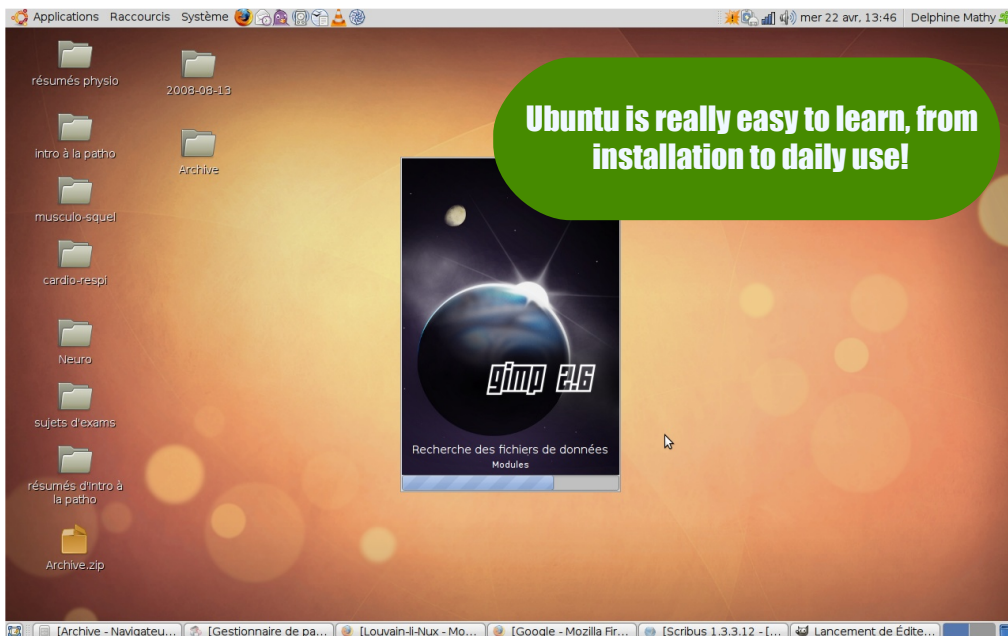 Applications Raccourcis Système mer 22 avr, 13:46 Delphine Mathy
résumés physio
2008-08-13
Ubuntu is really easy to learn, from
installation to daily use!
intro à la patho
Archive
musculo-squel
cardio-respi
Neuro
gimp 2.6
sujets d'exams
Recherche des fichiers de données
Modules
résumés d'intro à
la patho
Archive.zip
[Archive - Navigateu... [Gestionnaire de pa... [Louvain-li-Nux - Mo... [Google - Mozilla Fir... [Scribus 1.3.3.12 - [... Lancement de Édite...